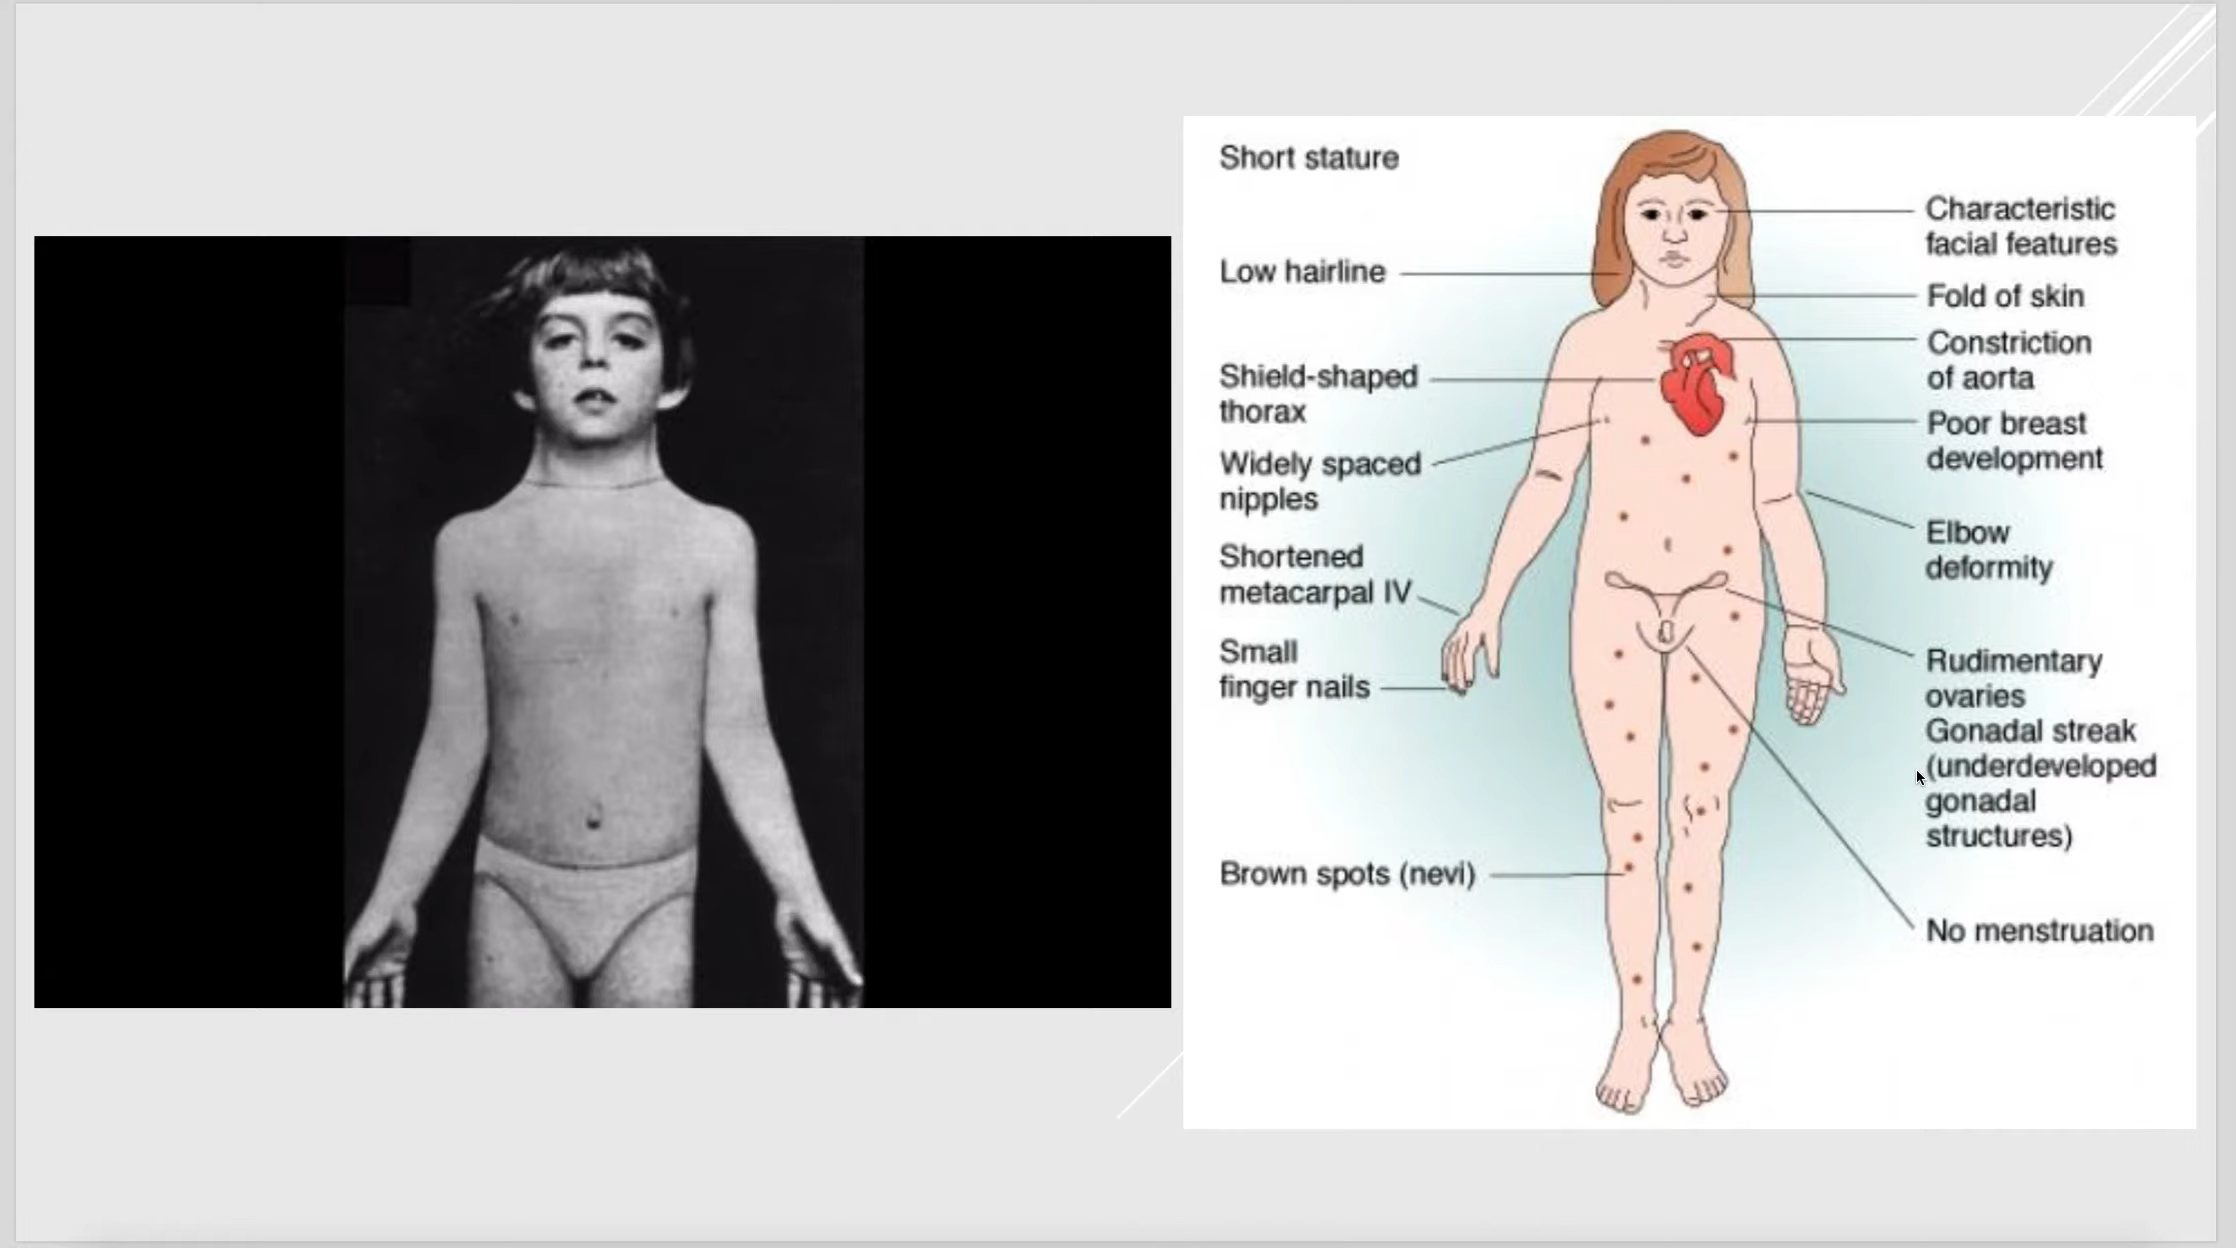 Short stature
Low hairline
Shield-shaped
thorax
Widely spaced
nipples
Shortened
metacarpal IV
Small
finger nails
Brown spots (nevi)
Characteristic
facial features
Fold of skin
Constriction
of aorta
Poor breast
development
Elbow
deformity
Rudimentary
ovaries
Gonadal streak
(underdeveloped
gonadal
structures)
No menstruation